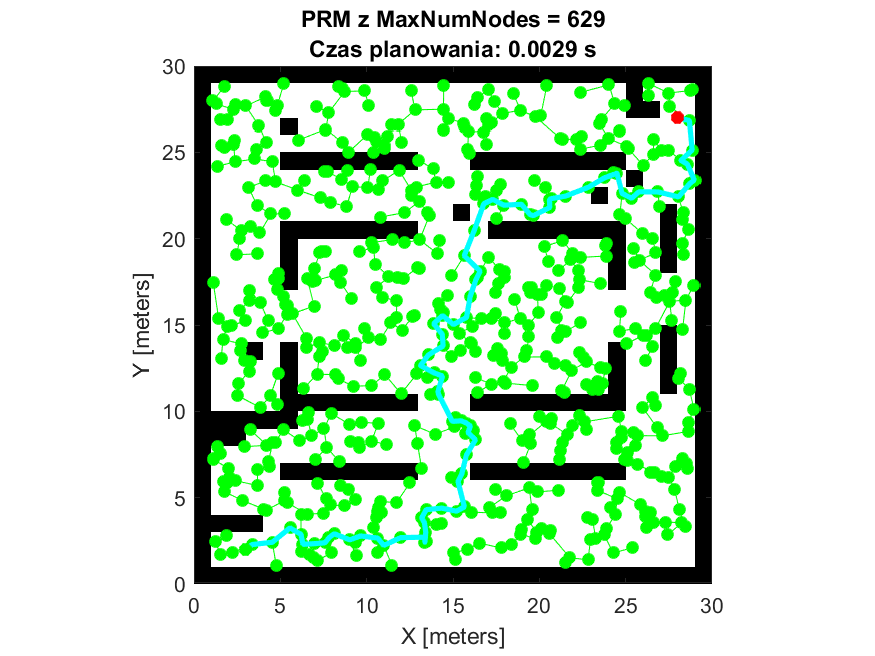 PRM z MaxNumNodes = 629
Czas planowania: 0.0029 s
30
25
20
15
10
5
0
Y [meters]
0 5 10 15 20 25 30
X [meters]